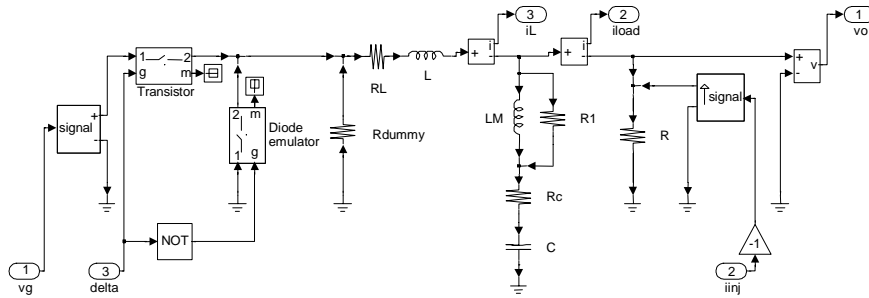 3
iL
2
iload
1
vo
1
2
g
m
Transistor
RL
L
i
-
+
i
-
+
+
-
v
signal
+
-
2
m
1
g
Diode
emulator
Rdummy
LM
R1
R
signal
Rc
C
NOT
-1
1
vg
3
delta
2
iinj